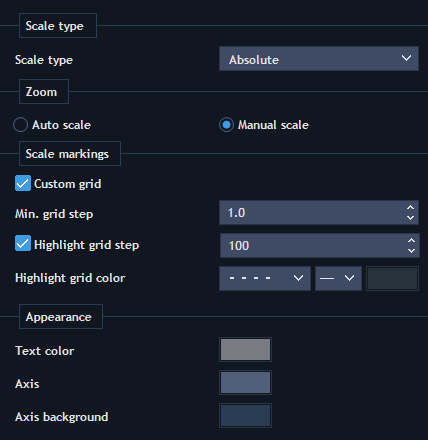 Scale type
Scale type Absolute
Zoom
Auto scale Manual scale
Scale markings
Custom grid
Min. grid step 1.0
Highlight grid step 100
Highlight grid color
Appearance
Text color
Axis
Axis background